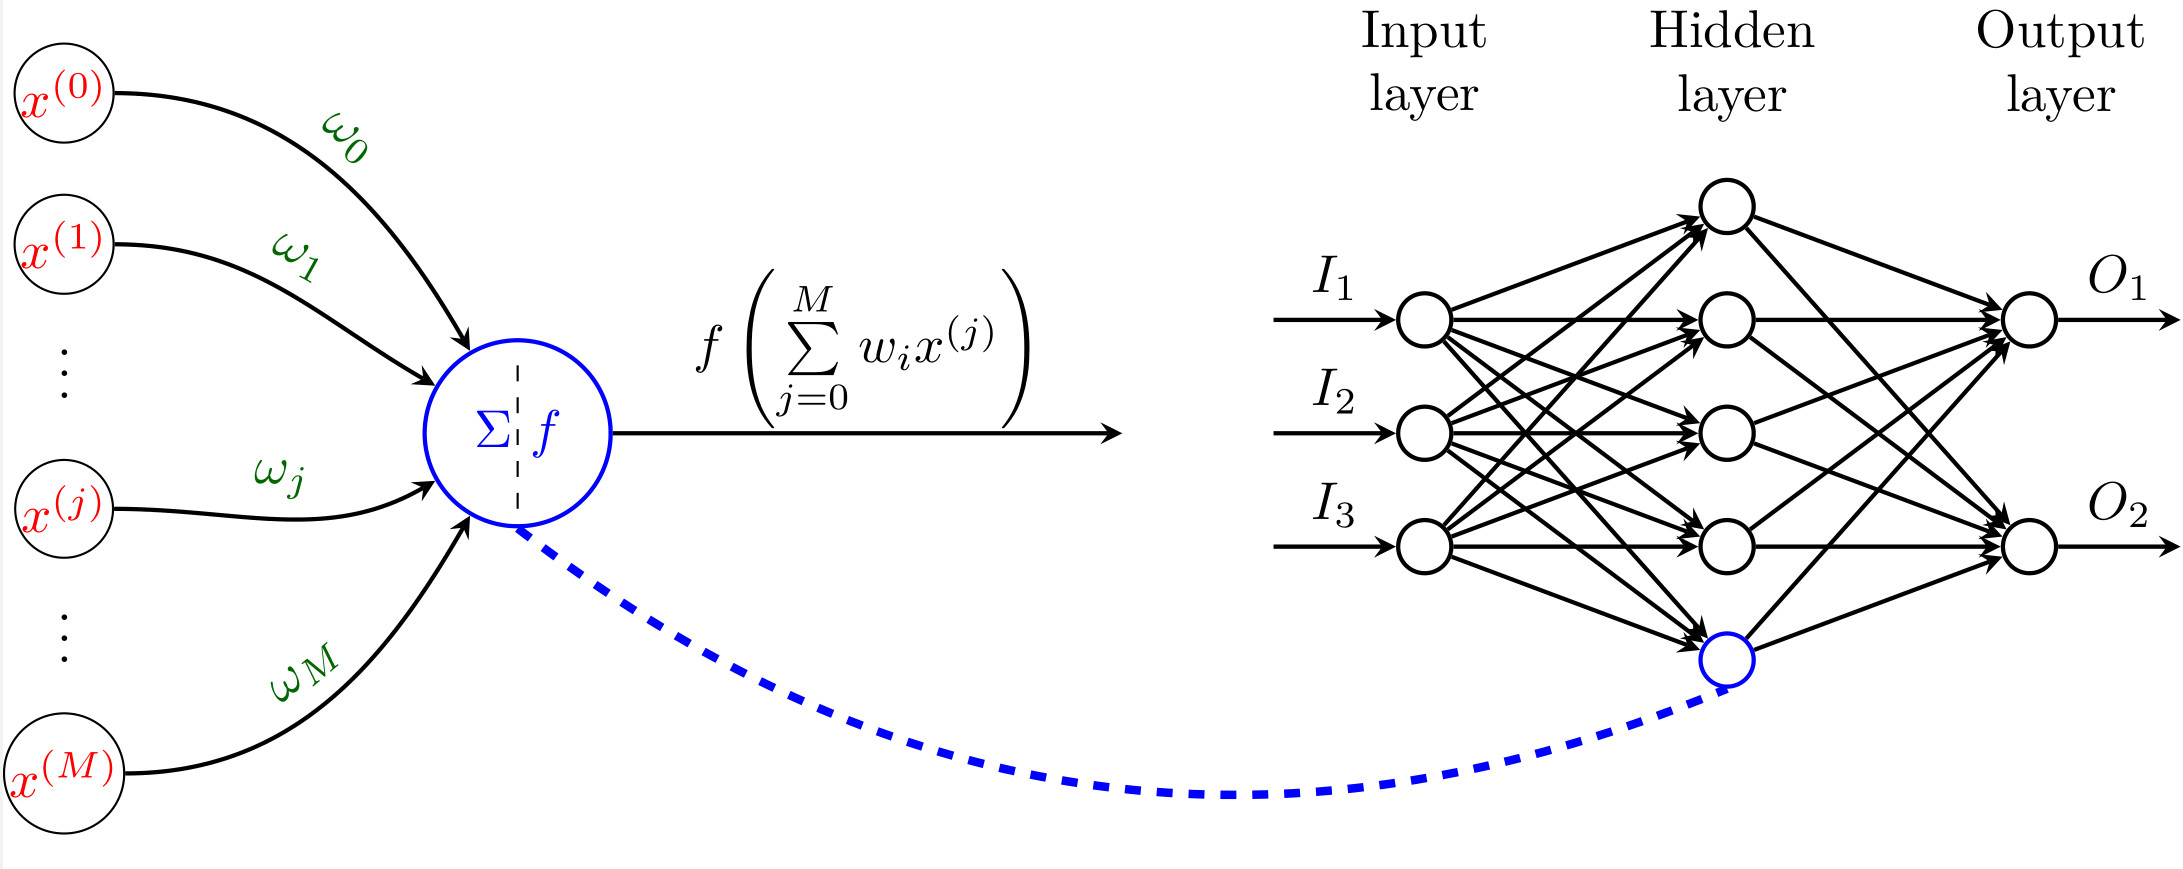 x^(0)
ω_0
x^(1)
ω_1
⋮
x^(j)
ω_j
⋮
x^(M)
ω_M
Σ f
f ( ∑_{j=0}^{M} w_i x^(j) )
Input
layer
Hidden
layer
Output
layer
I_1
I_2
I_3
O_1
O_2